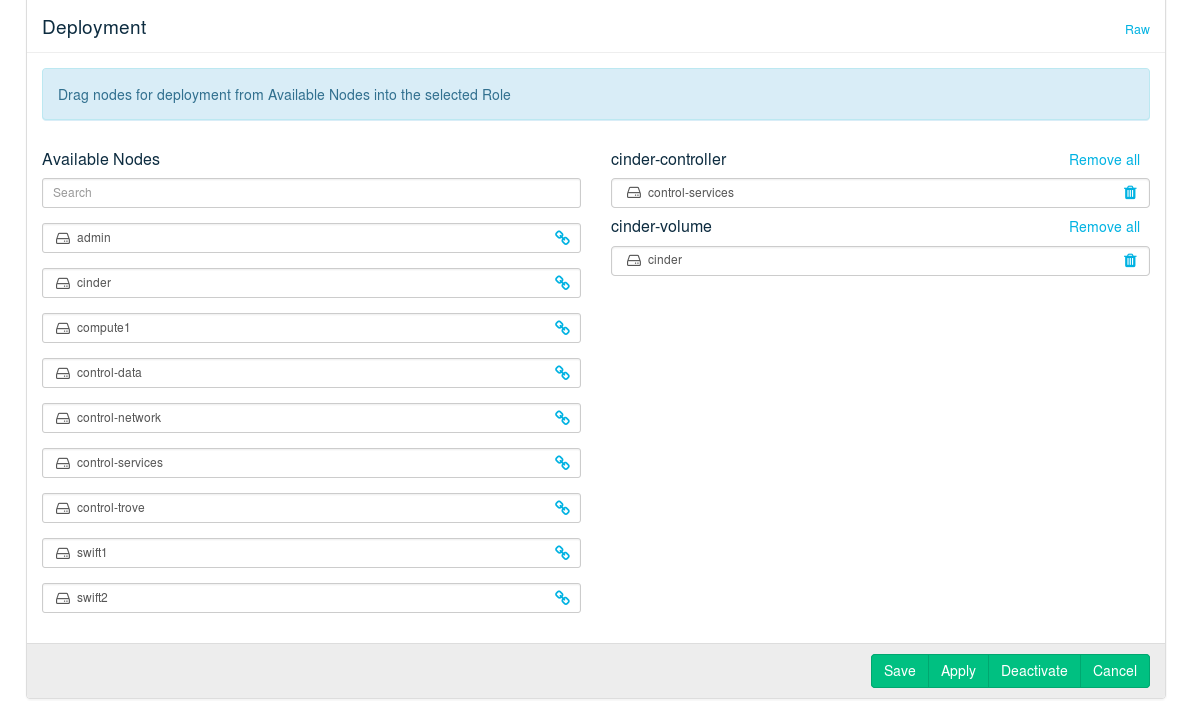 Deployment
Raw
Drag nodes for deployment from Available Nodes into the selected Role
Available Nodes
Search
admin
cinder
compute1
control-data
control-network
control-services
control-trove
swift1
swift2
cinder-controller
Remove all
control-services
cinder-volume
Remove all
cinder
Save
Apply
Deactivate
Cancel